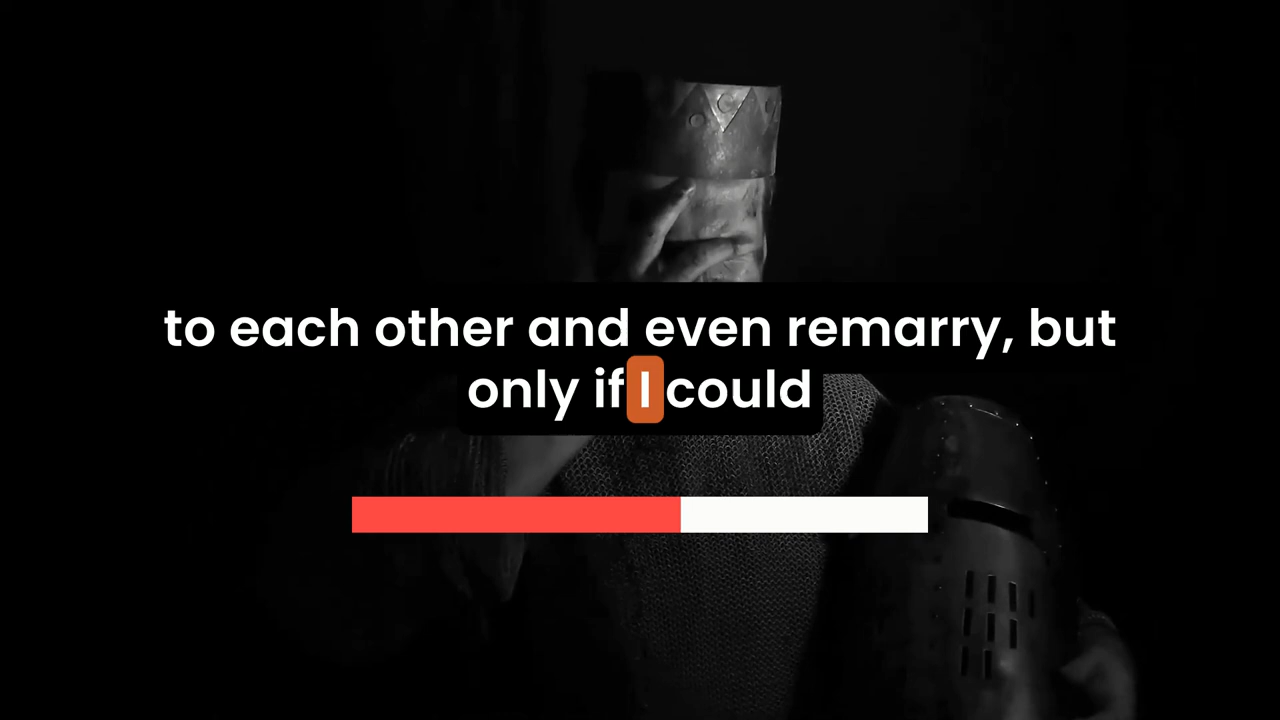 to each other and even remarry, but
only if I could